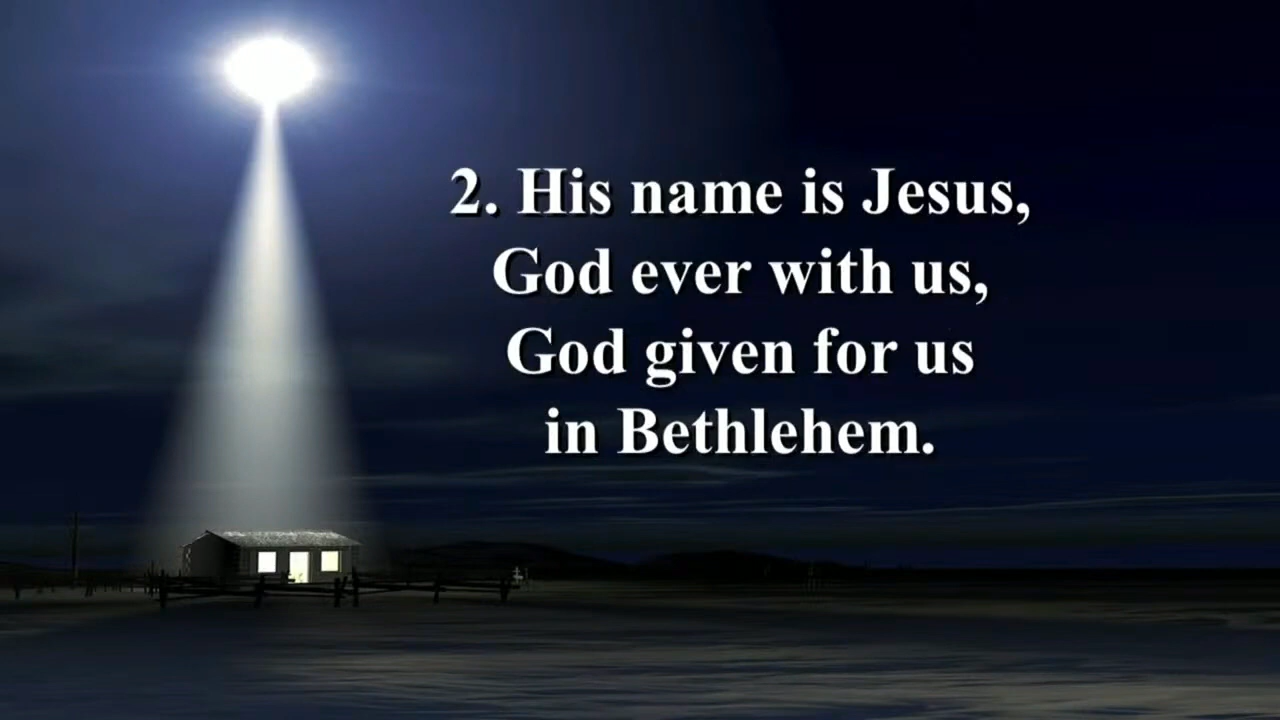 2. His name is Jesus,
God ever with us,
God given for us
in Bethlehem.